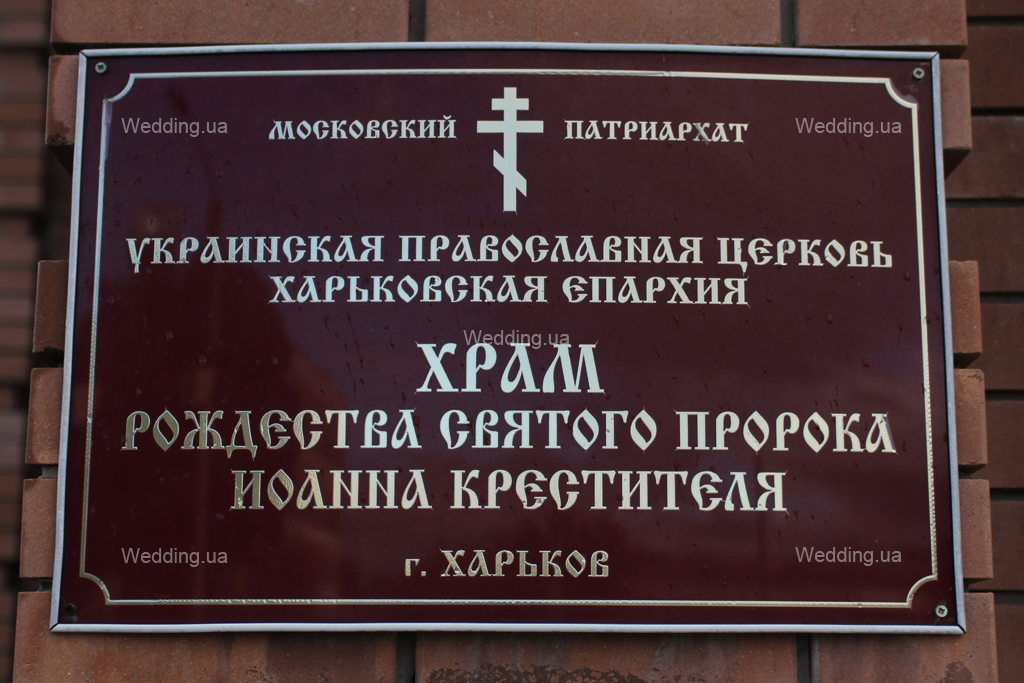 Wedding.ua Wedding.ua
МОСКОВСКИЙ ПАТРИАРХАТ
УКРАИНСКАЯ ПРАВОСЛАВНАЯ ЦЕРКОВЬ
ХАРЬКОВСКАЯ ЕПАРХИЯ
Wedding.ua
ХРАМ
РОЖДЕСТВА СВЯТОГО ПРОРОКА
ИОАННА КРЕСТИТЕЛЯ
Wedding.ua Wedding.ua
г. ХАРЬКОВ